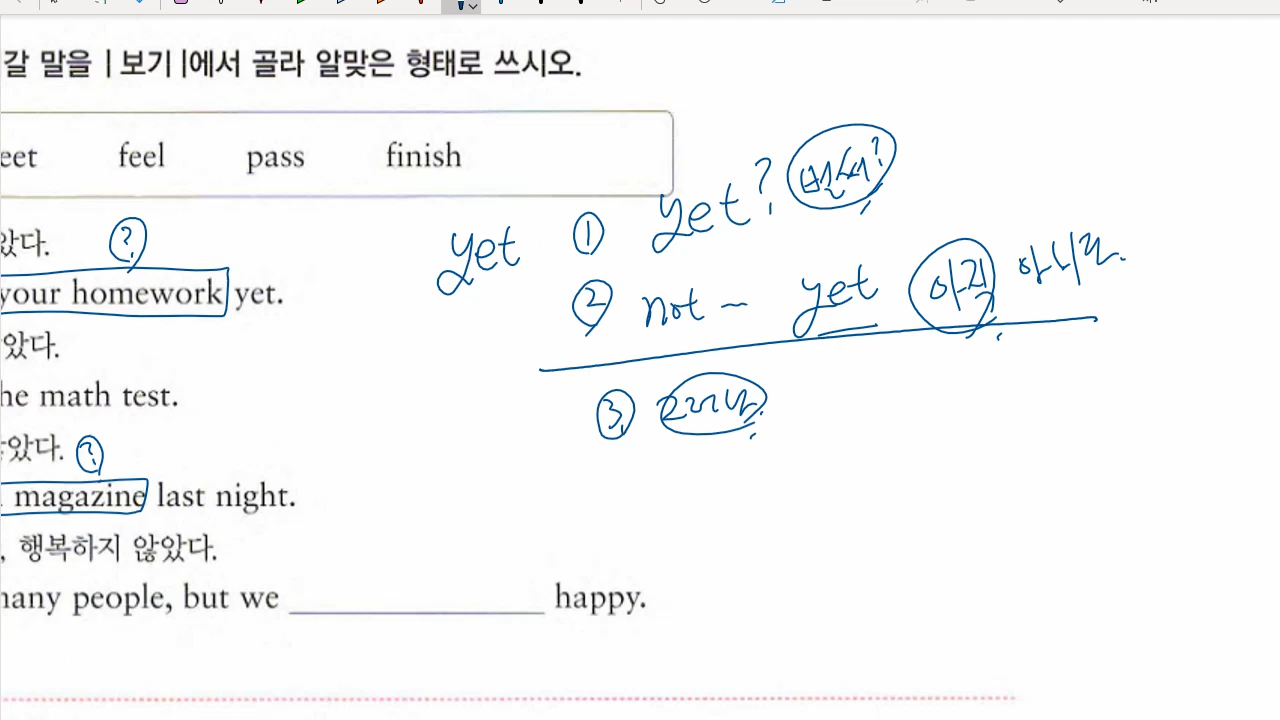 갈 말을 | 보기 |에서 골라 알맞은 형태로 쓰시오.
eet feel pass finish
았다. ?
your homework yet.
았다.
he math test.
았다. ?
magazine last night.
, 행복하지 않았다.
many people, but we ____________ happy.
yet ① yet? 벌써?
② not ~ yet 아직 아니라.
③ 그러나.